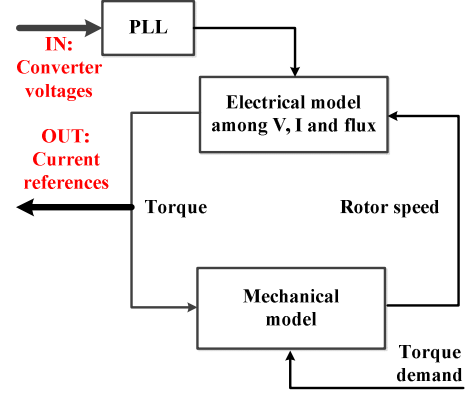 PLL
IN:
Converter
voltages
Electrical model
among V, I and flux
OUT:
Current
references
Torque
Rotor speed
Mechanical
model
Torque
demand